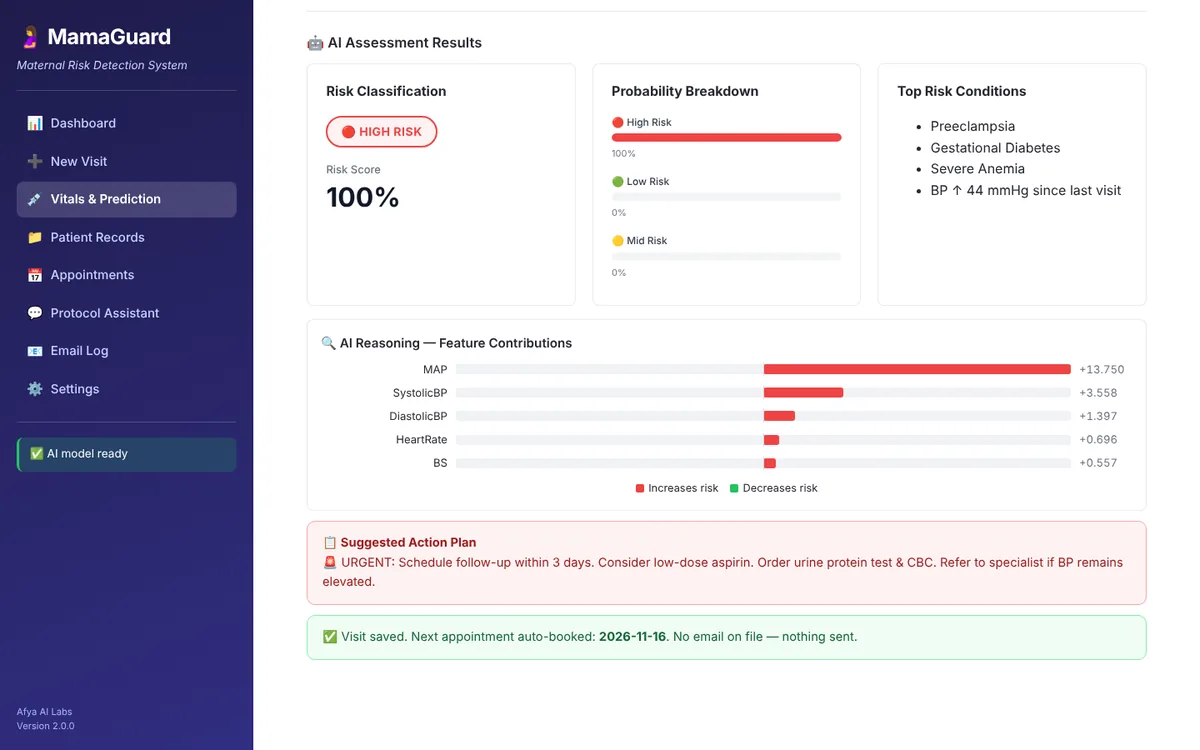 🤰 MamaGuard
Maternal Risk Detection System
📊 Dashboard
➕ New Visit
💉 Vitals & Prediction
📁 Patient Records
📅 Appointments
💬 Protocol Assistant
📧 Email Log
⚙️ Settings
✅ AI model ready
Afya AI Labs
Version 2.0.0
🤖 AI Assessment Results
Risk Classification
🔴 HIGH RISK
Risk Score
100%
Probability Breakdown
🔴 High Risk
100%
🟢 Low Risk
0%
🟡 Mid Risk
0%
Top Risk Conditions
• Preeclampsia
• Gestational Diabetes
• Severe Anemia
• BP ↑ 44 mmHg since last visit
🔍 AI Reasoning — Feature Contributions
MAP +13.750
SystolicBP +3.558
DiastolicBP +1.397
HeartRate +0.696
BS +0.557
Increases risk Decreases risk
📋 Suggested Action Plan
🚨 URGENT: Schedule follow-up within 3 days. Consider low-dose aspirin. Order urine protein test & CBC. Refer to specialist if BP remains
elevated.
✅ Visit saved. Next appointment auto-booked: 2026-11-16. No email on file — nothing sent.